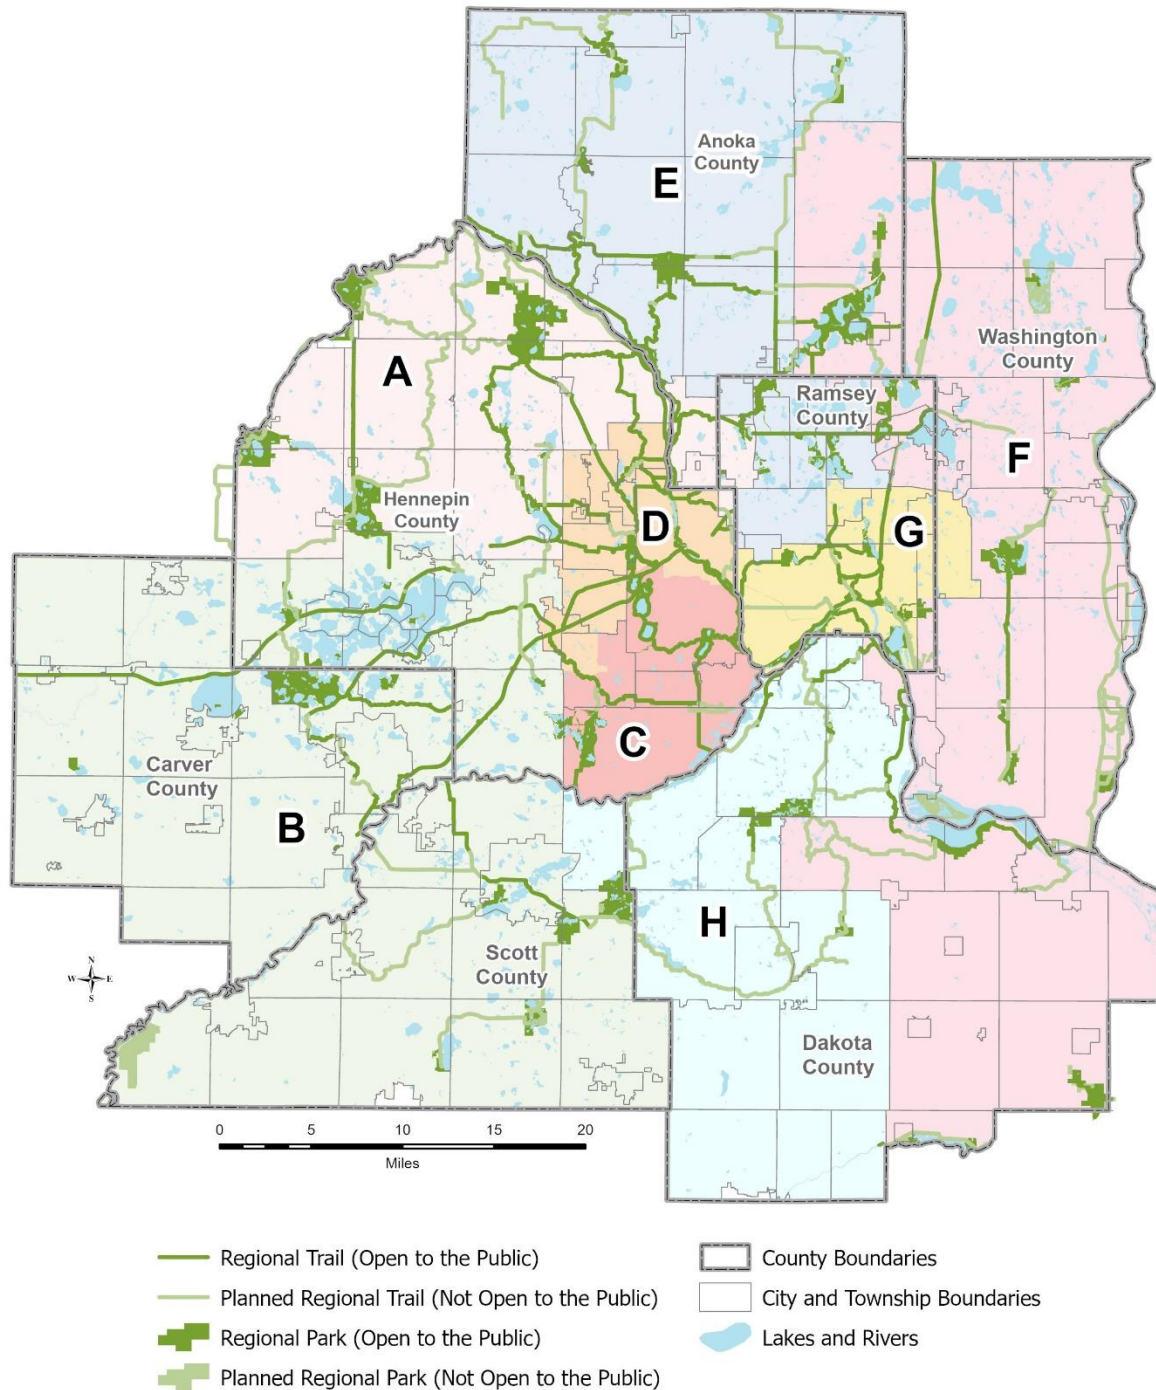 Anoka
County
E
Washington
County
A
Ramsey
County
F
Hennepin
County
D
G
C
Carver
County
B
H
Scott
County
N
W
E
S
Dakota
County
0 5 10 15 20
Miles
Regional Trail (Open to the Public)
Planned Regional Trail (Not Open to the Public)
Regional Park (Open to the Public)
Planned Regional Park (Not Open to the Public)
County Boundaries
City and Township Boundaries
Lakes and Rivers